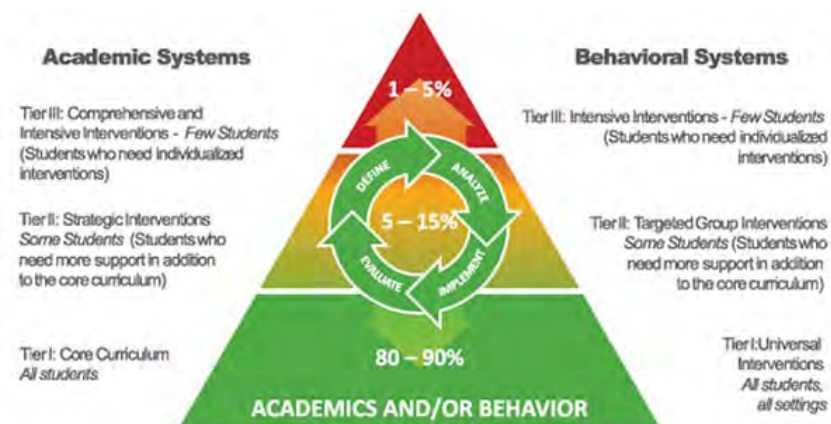 Academic Systems
Tier III: Comprehensive and
Intensive Interventions - Few Students
(Students who need individualized
interventions)
Tier II: Strategic Interventions
Some Students (Students who
need more support in addition
to the core curriculum)
Tier I: Core Curriculum
All students
1 – 5%
DEFINE
ANALYZE
5 – 15%
EVALUATE
IMPLEMENT
80 – 90%
ACADEMICS AND/OR BEHAVIOR
Behavioral Systems
Tier III: Intensive Interventions - Few Students
(Students who need individualized
interventions)
Tier II: Targeted Group Interventions
Some Students (Students who
need more support in addition
to the core curriculum)
Tier I:Universal
Interventions
All students,
all settings